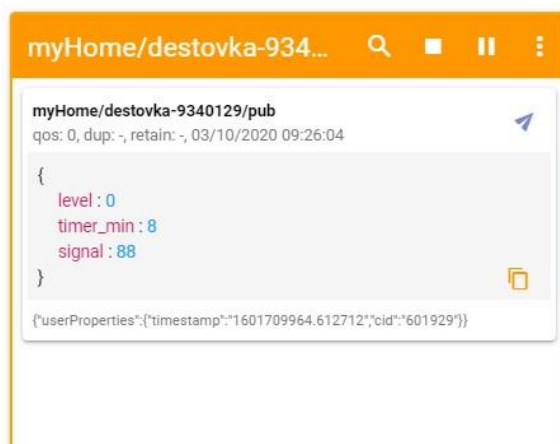 myHome/destovka-934...
myHome/destovka-9340129/pub
qos: 0, dup: -, retain: -, 03/10/2020 09:26:04
{
level : 0
timer_min : 8
signal : 88
}
{"userProperties":{"timestamp":"1601709964.612712","cid":"601929"}}